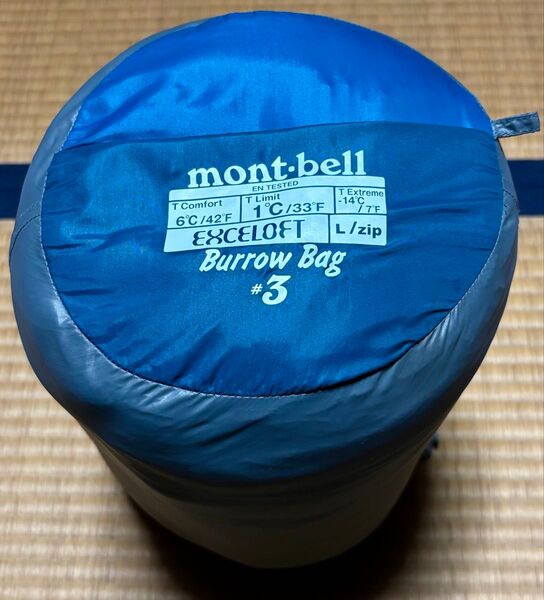 mont·bell
EN TESTED
T Comfort T Limit T Extreme
6°C/42°F 1°C/33°F -14°C/7°F
EXCELOFT L/zip
Burrow Bag
#3